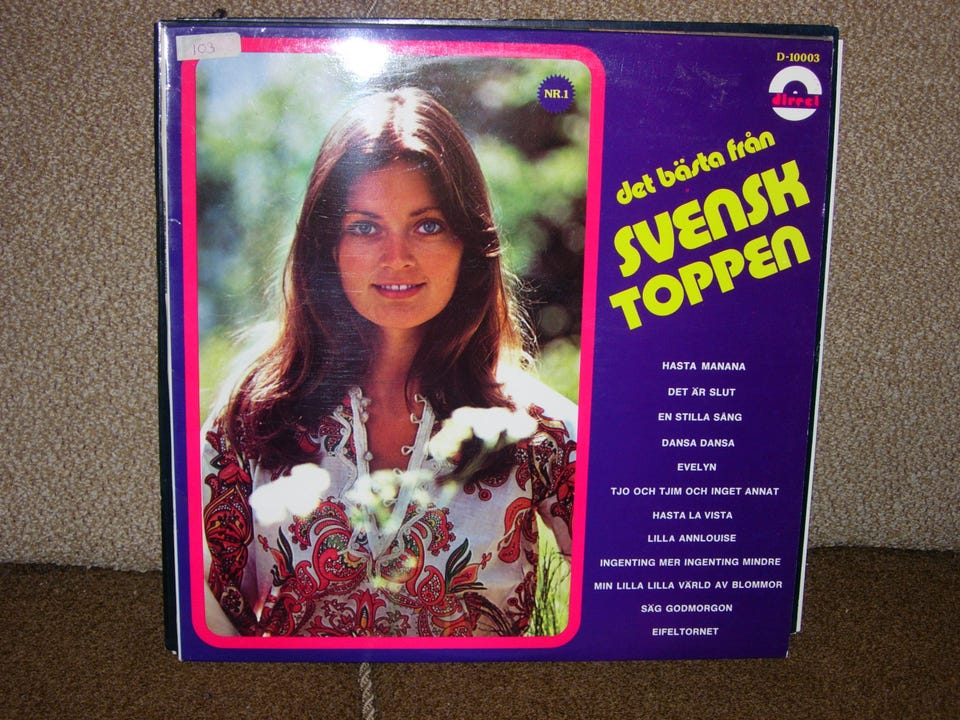 103
NR.1
D-10003
direct
det bästa från
SVENSK
TOPPEN
HASTA MANANA
DET ÄR SLUT
EN STILLA SÅNG
DANSA DANSA
EVELYN
TJO OCH TJIM OCH INGET ANNAT
HASTA LA VISTA
LILLA ANNLOUISE
INGENTING MER INGENTING MINDRE
MIN LILLA LILLA VÄRLD AV BLOMMOR
SÄG GODMORGON
EIFELTORNET